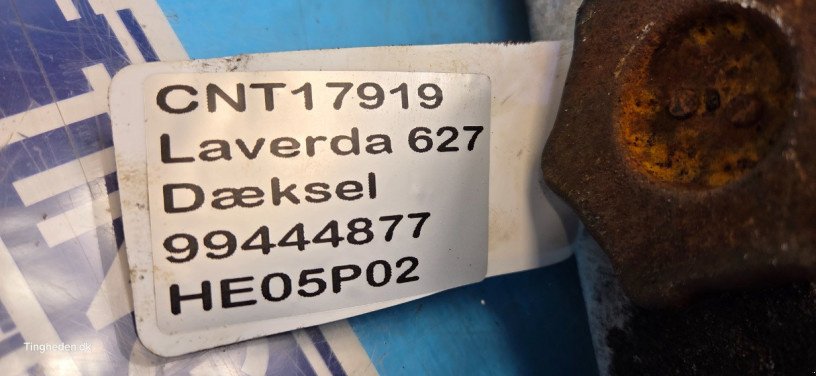 CNT17919
Laverda 627
Dæksel
99444877
HE05P02
Tingheden.dk